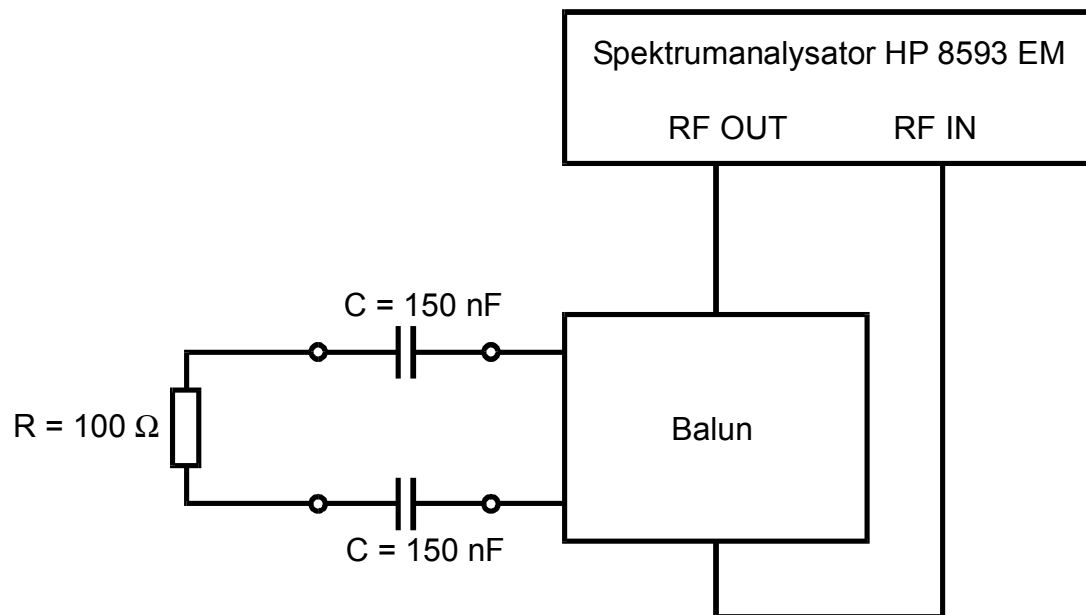 Spektrumanalysator HP 8593 EM
RF OUT RF IN
C = 150 nF
R = 100 Ω
Balun
C = 150 nF